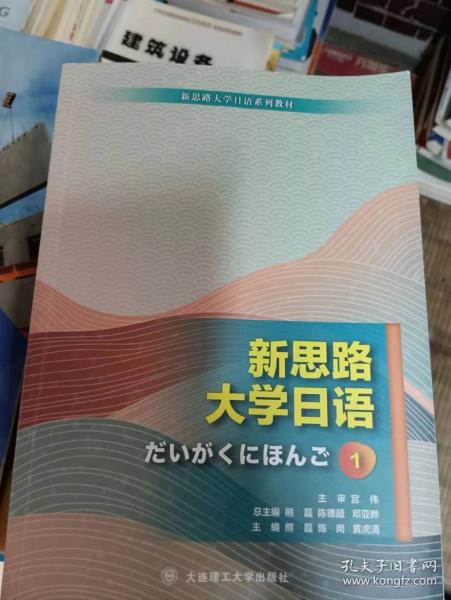 建筑设备
新思路大学日语系列教材
新思路
大学日语
だいがくにほんご 1
主 审 宫 伟
总主编 熊 磊 陈德超 邓亚晔
主 编 熊 磊 陈 岗 黄虎清
大连理工大学出版社
孔夫子旧书网
kongfz.com